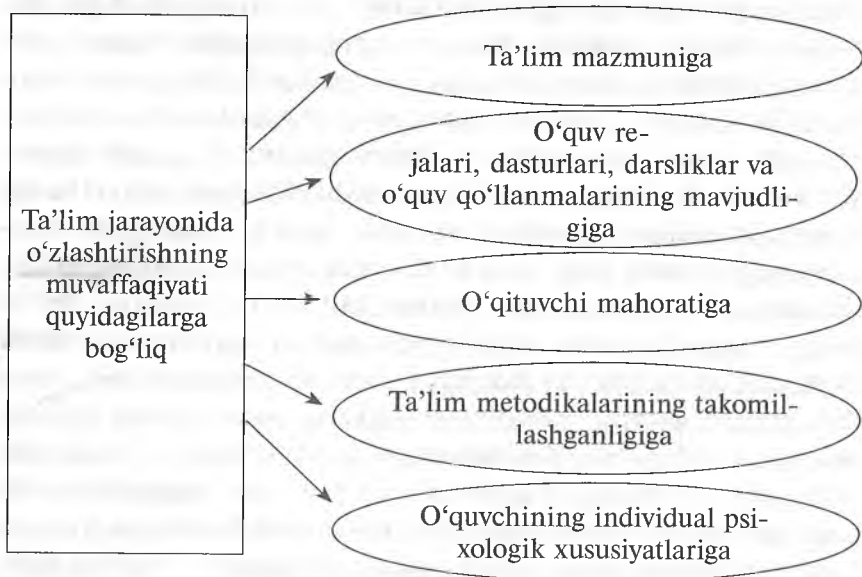 Ta’lim jarayonida
o‘zlashtirishning
muvaffaqiyati
quyidagilarga
bog‘liq
Ta’lim mazmuniga
O‘quv re-
jalari, dasturlari, darsliklar va
o‘quv qo‘llanmalarining mavjudli-
giga
O‘qituvchi mahoratiga
Ta’lim metodikalarining takomil-
lashganligiga
O‘quvchining individual psi-
xologik xususiyatlariga